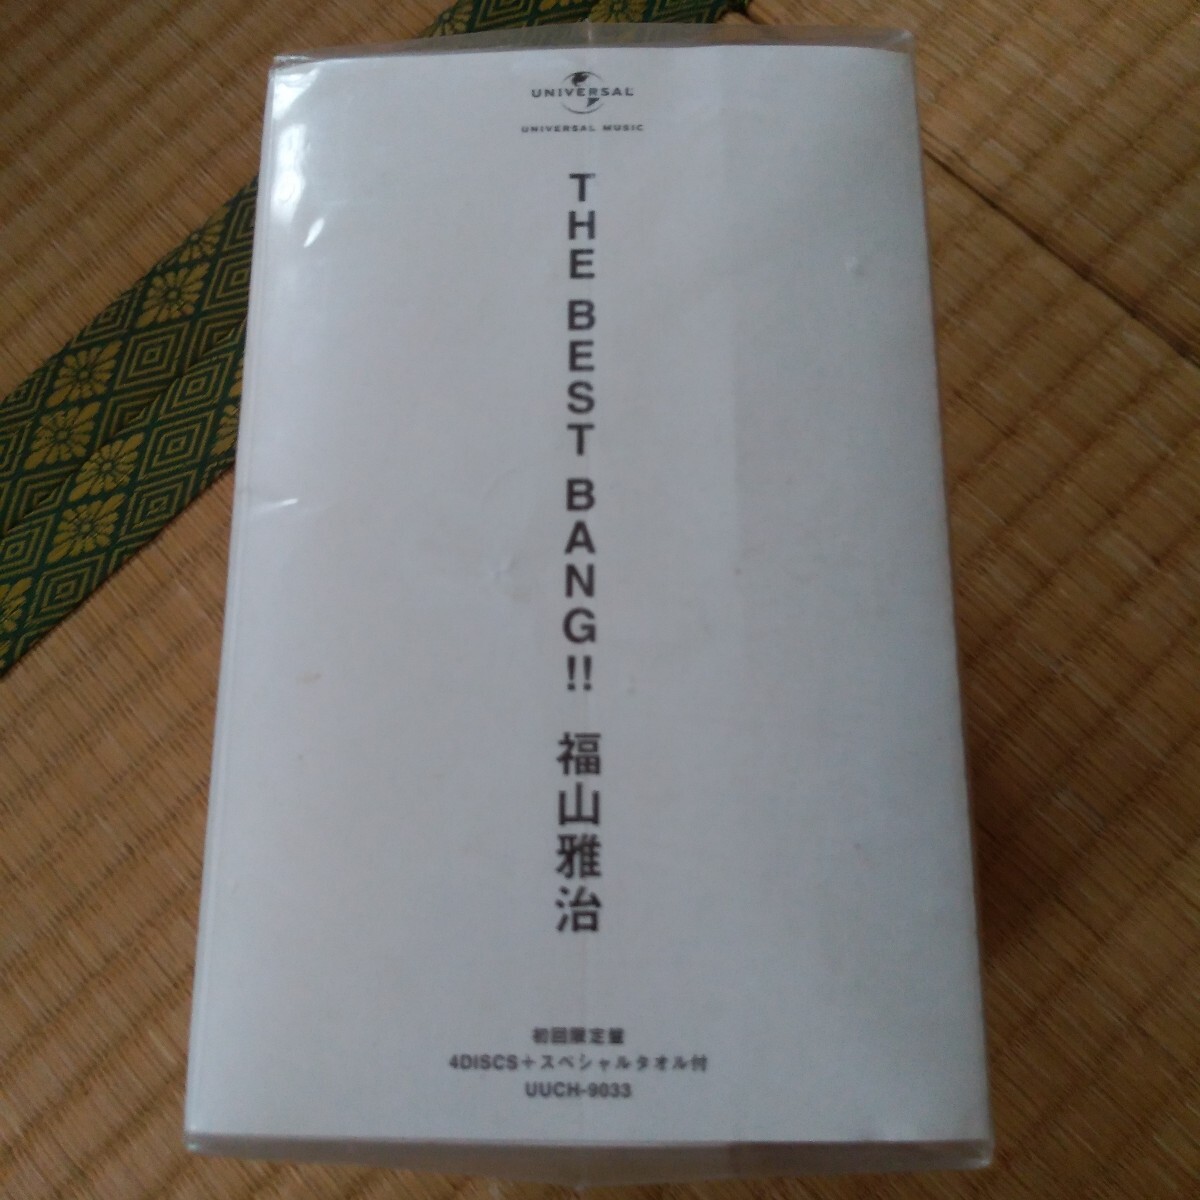 UNIVERSAL
UNIVERSAL MUSIC
THE BEST BANG!! 福山雅治
初回限定盤
4DISCS+スペシャルタオル付
UUCH-9033